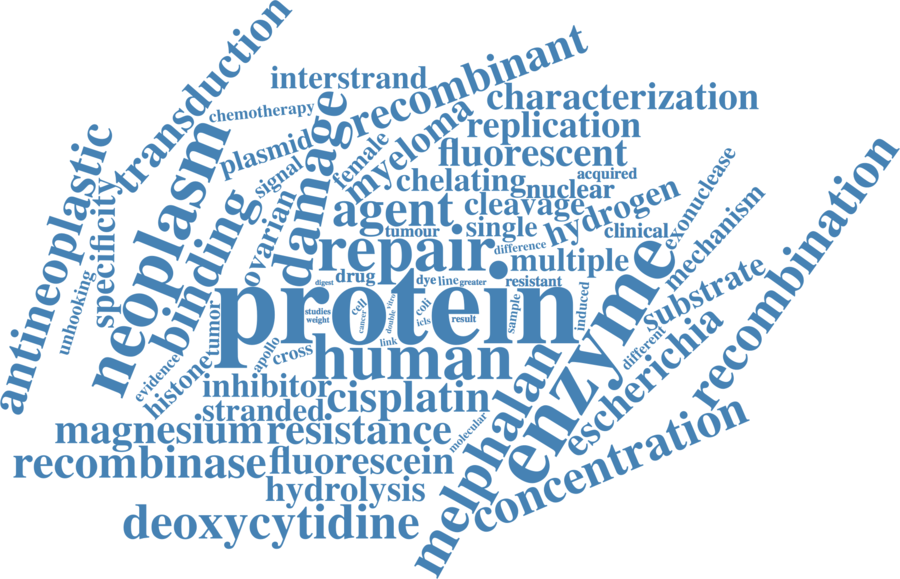 transduction
interstrand
recombinant
chemotherapy
characterization
antineoplastic
neoplasm
plasmid
damage
female
myeloma
replication
fluorescent
signal
chelating
acquired
nuclear
specificity
binding
ovarian
agent
cleavage
hydrogen
exonuclease
recombination
tumour
single
clinical
mechanism
repair
difference
multiple
unhooking
drug
dye
line
greater
resistant
digest
protein
enzyme
substrate
tumor
studies
weight
cell
cancer
vitro
double
coli
icls
result
sample
induced
link
apollo
cross
human
different
escherichia
evidence
histone
inhibitor
cisplatin
melphalan
stranded
magnesium
resistance
molecular
concentration
recombinase
fluorescein
hydrolysis
deoxycytidine